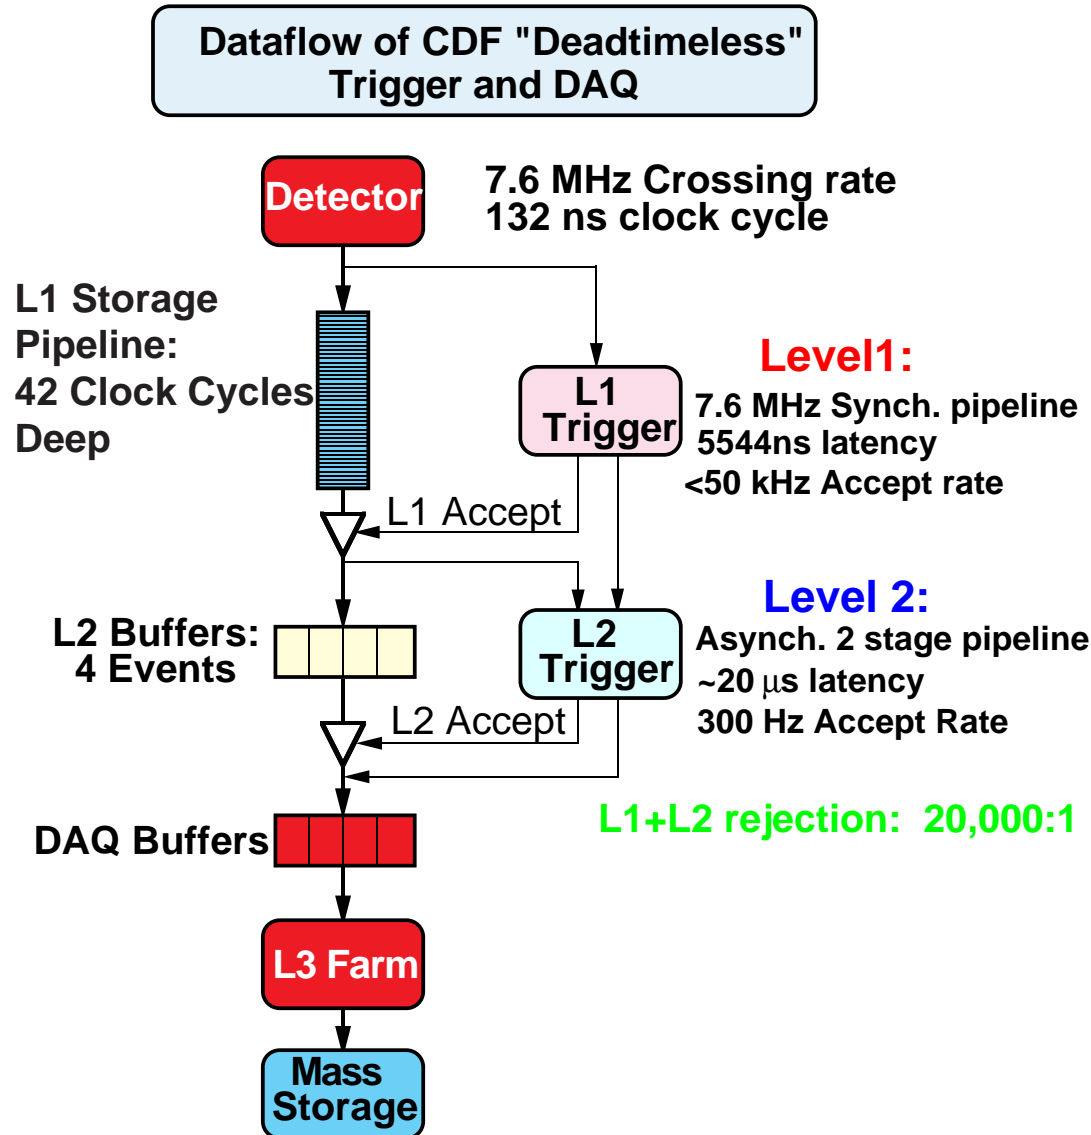 Dataflow of CDF "Deadtimeless"
Trigger and DAQ
Detector
7.6 MHz Crossing rate
132 ns clock cycle
L1 Storage
Pipeline:
42 Clock Cycles
Deep
L1
Trigger
Level1:
7.6 MHz Synch. pipeline
5544ns latency
<50 kHz Accept rate
L1 Accept
L2 Buffers:
4 Events
L2
Trigger
Level 2:
Asynch. 2 stage pipeline
~20 μs latency
300 Hz Accept Rate
L2 Accept
DAQ Buffers
L1+L2 rejection: 20,000:1
L3 Farm
Mass
Storage